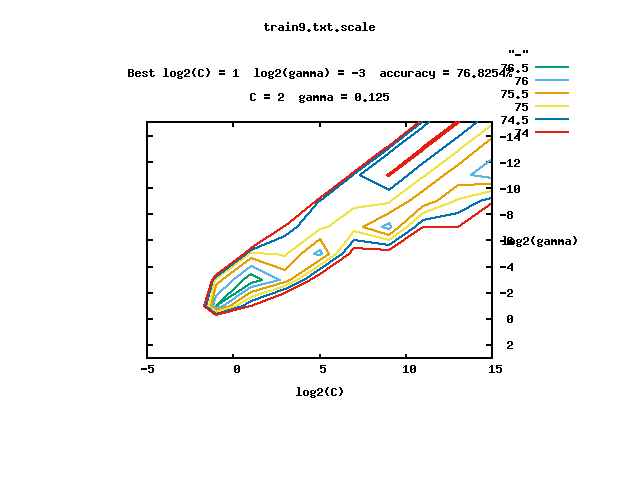 train9.txt.scale
"-"
Best log2(C) = 1  log2(gamma) = -3  accuracy = 76.8254%
76.5
76
C = 2  gamma = 0.125
75.5
75
74.5
74
-14
-12
-10
-8
-6
log2(gamma)
-4
-2
0
2
-5 0 5 10 15
log2(C)